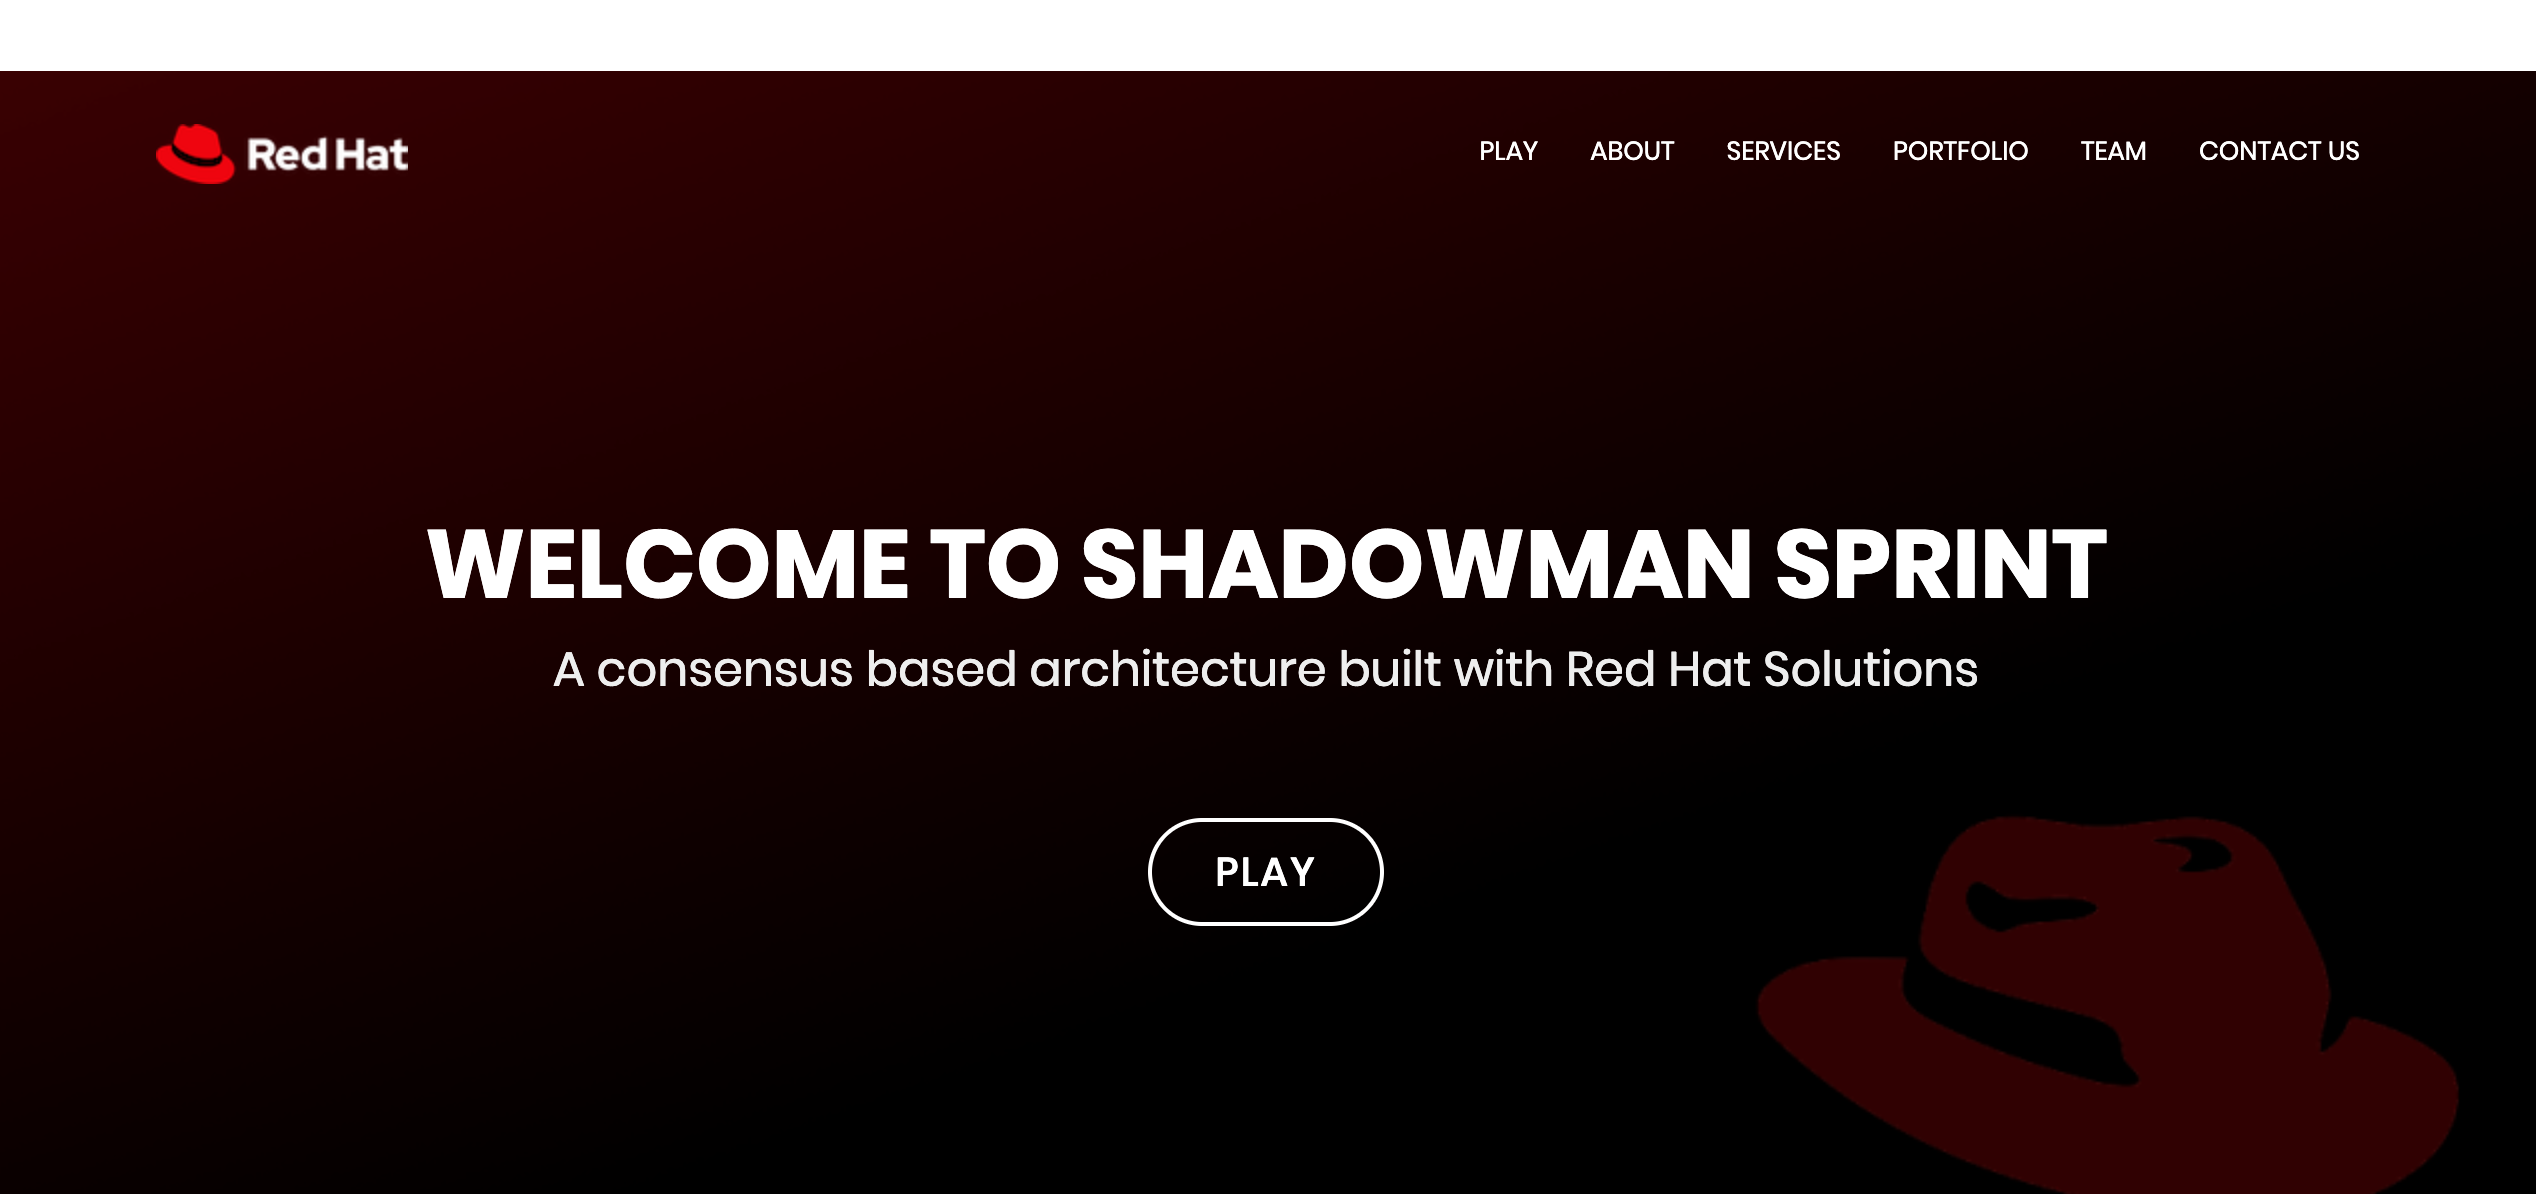 Red Hat
PLAY ABOUT SERVICES PORTFOLIO TEAM CONTACT US
WELCOME TO SHADOWMAN SPRINT
A consensus based architecture built with Red Hat Solutions
PLAY